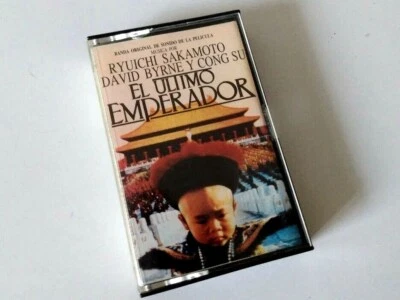 BANDA ORIGINAL DE SONIDO DE LA PELICULA
MUSICA POR
RYUICHI SAKAMOTO
DAVID BYRNE Y CONG SU
EL ULTIMO
EMPERADOR